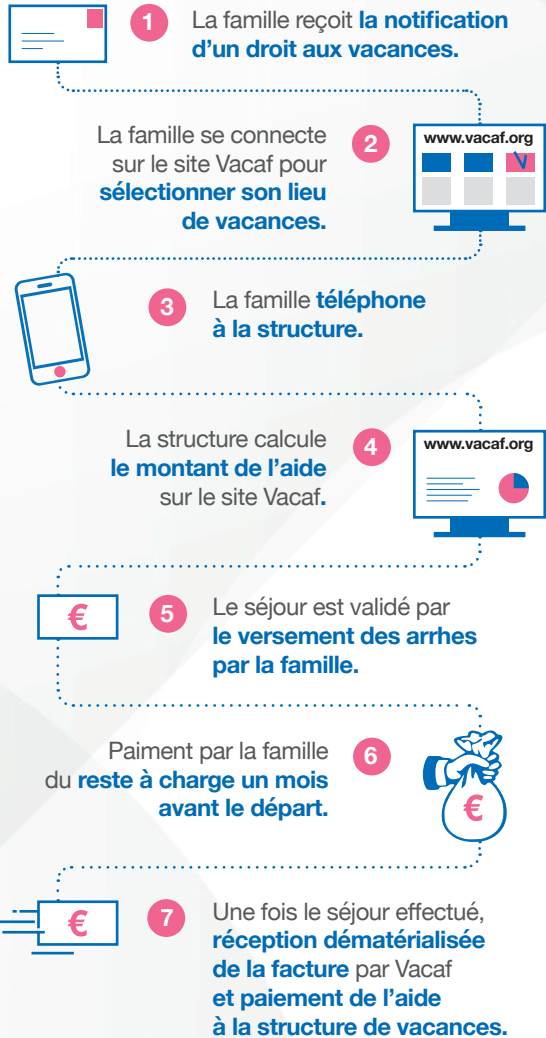 1
La famille reçoit la notification
d'un droit aux vacances.
La famille se connecte
sur le site Vacaf pour
sélectionner son lieu
de vacances.
2
www.vacaf.org
3
La famille téléphone
à la structure.
La structure calcule
le montant de l'aide
sur le site Vacaf.
4
www.vacaf.org
€
5
Le séjour est validé par
le versement des arrhes
par la famille.
Paiment par la famille
du reste à charge un mois
avant le départ.
6
€
€
7
Une fois le séjour effectué,
réception dématérialisée
de la facture par Vacaf
et paiement de l'aide
à la structure de vacances.